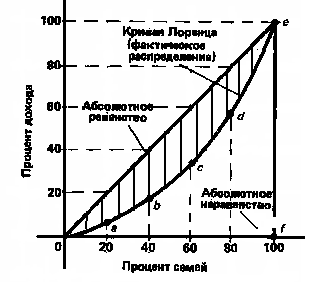 100
e
Кривая Лоренца
(фактическое
распределение)
80
Абсолютное
равенство
60
d
Процент дохода
40
c
20
b
Абсолютное
неравенство
a
f
0
20
40
60
80
100
Процент семей